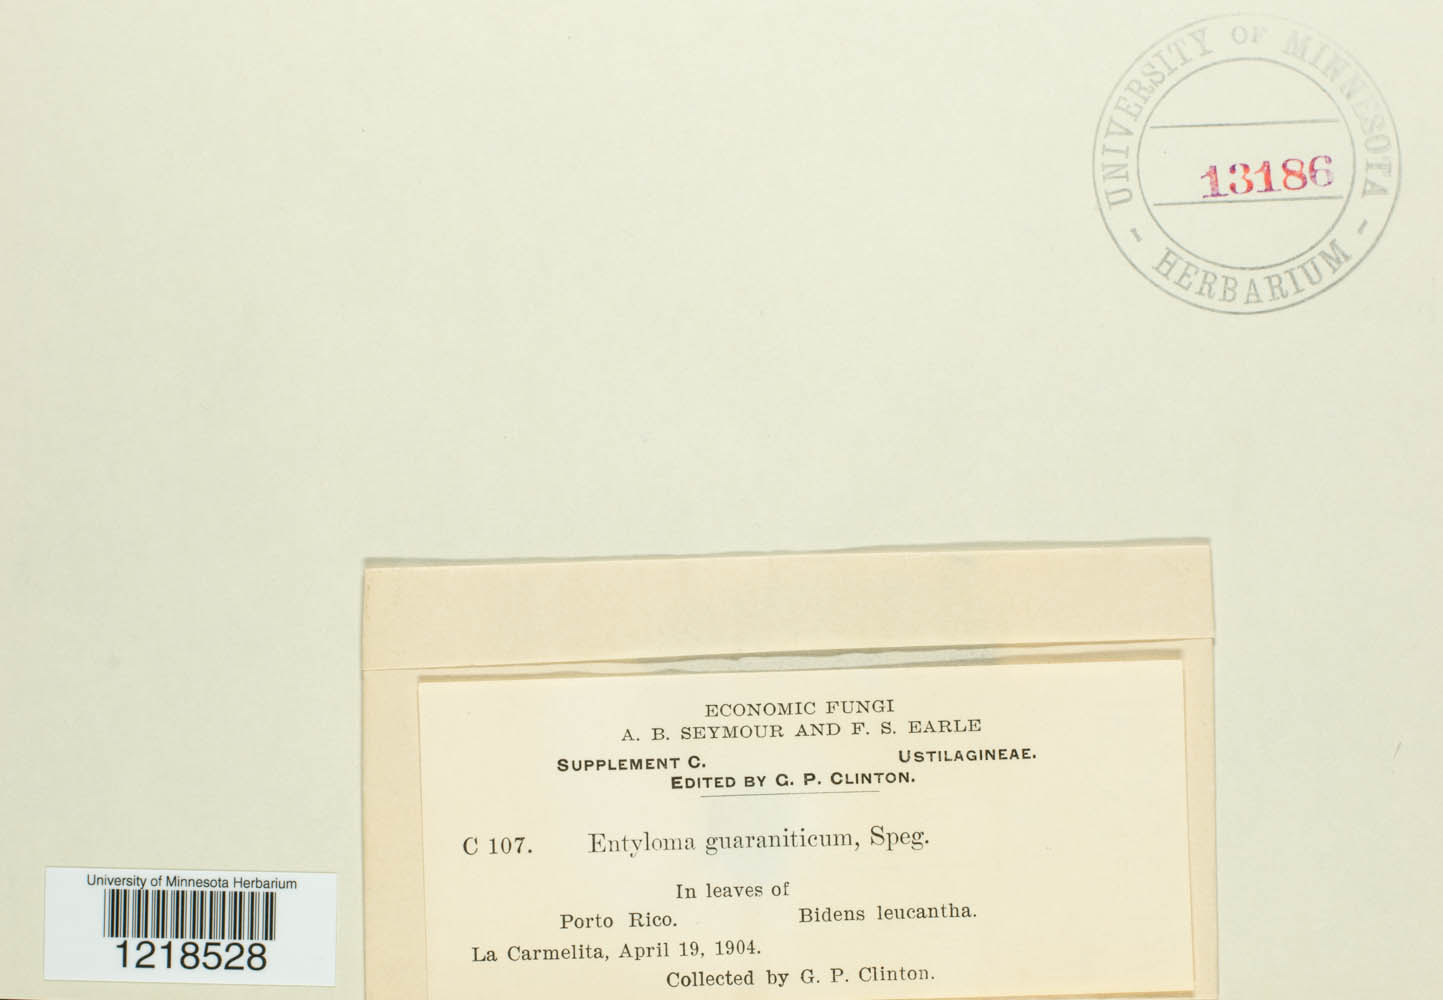 UNIVERSITY OF MINNESOTA
13186
- HERBARIUM -
ECONOMIC FUNGI
A. B. SEYMOUR AND F. S. EARLE
SUPPLEMENT C. USTILAGINEAE.
EDITED BY G. P. CLINTON.
C 107. Entyloma guaraniticum, Speg.
In leaves of
Porto Rico. Bidens leucantha.
La Carmelita, April 19, 1904.
Collected by G. P. Clinton.
University of Minnesota Herbarium
1218528